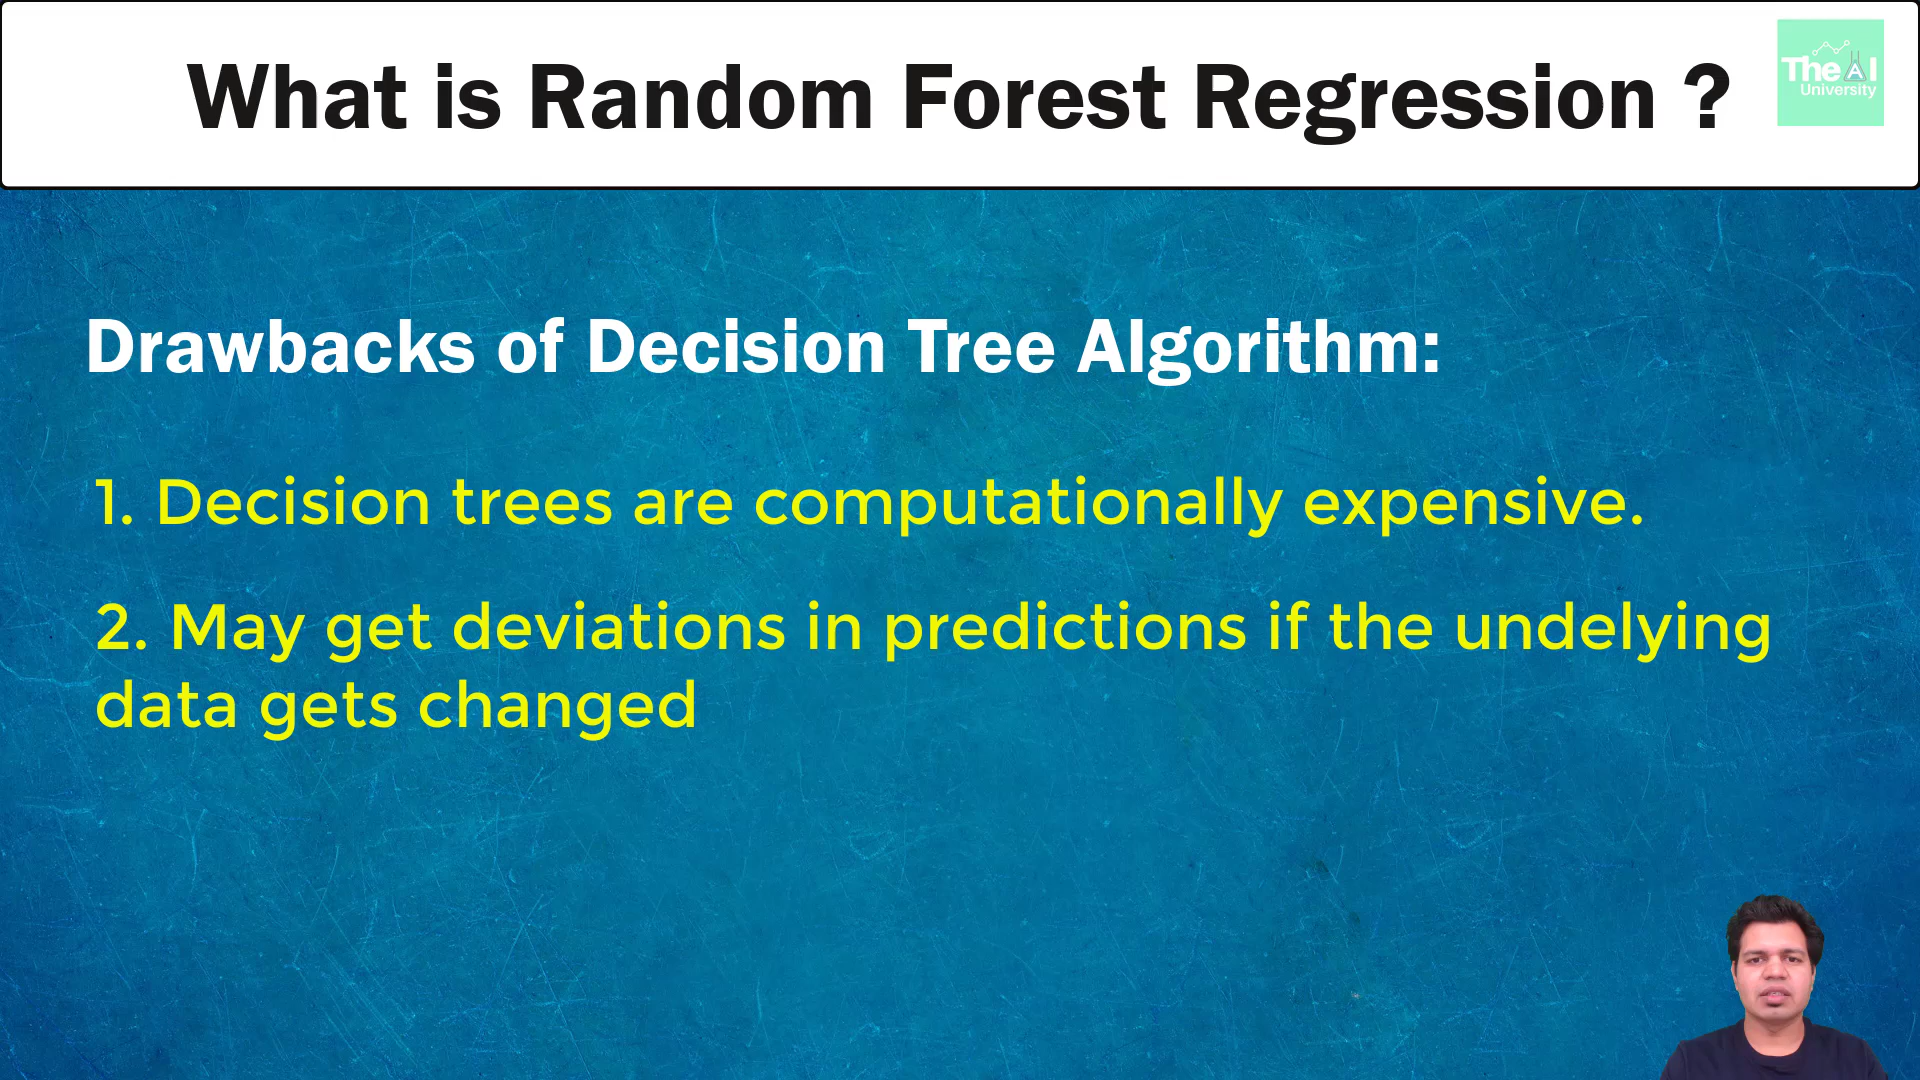 What is Random Forest Regression ?
The AI
University
Drawbacks of Decision Tree Algorithm:
1. Decision trees are computationally expensive.
2. May get deviations in predictions if the undelying
data gets changed